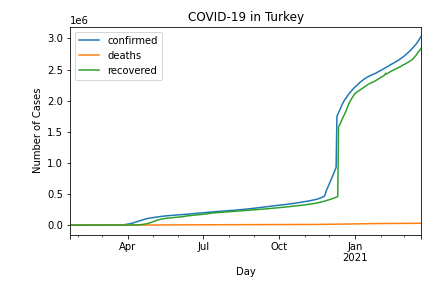 COVID-19 in Turkey
1e6
confirmed
deaths
recovered
3.0
2.5
2.0
1.5
1.0
0.5
0.0
Number of Cases
Apr
Jul
Oct
Jan
2021
Day